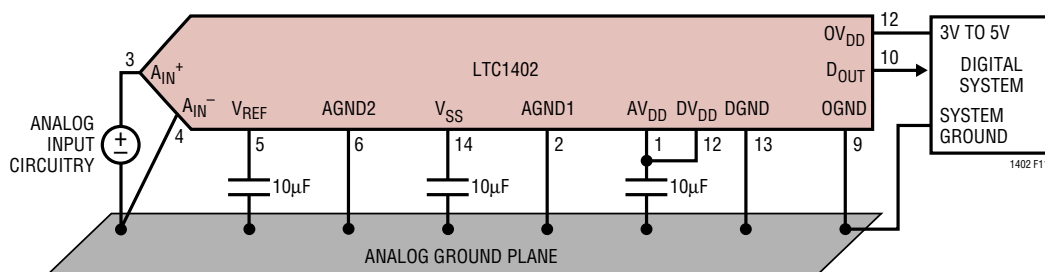 12
OVDD
3V TO 5V
3
AIN+
LTC1402
DOUT
10
DIGITAL
SYSTEM
AIN−
4
VREF
AGND2
VSS
AGND1
AVDD
DVDD
DGND
OGND
SYSTEM
GROUND
ANALOG
INPUT
CIRCUITRY
+
−
5
6
14
2
1
12
13
9
1402 F11
10µF
10µF
10µF
ANALOG GROUND PLANE